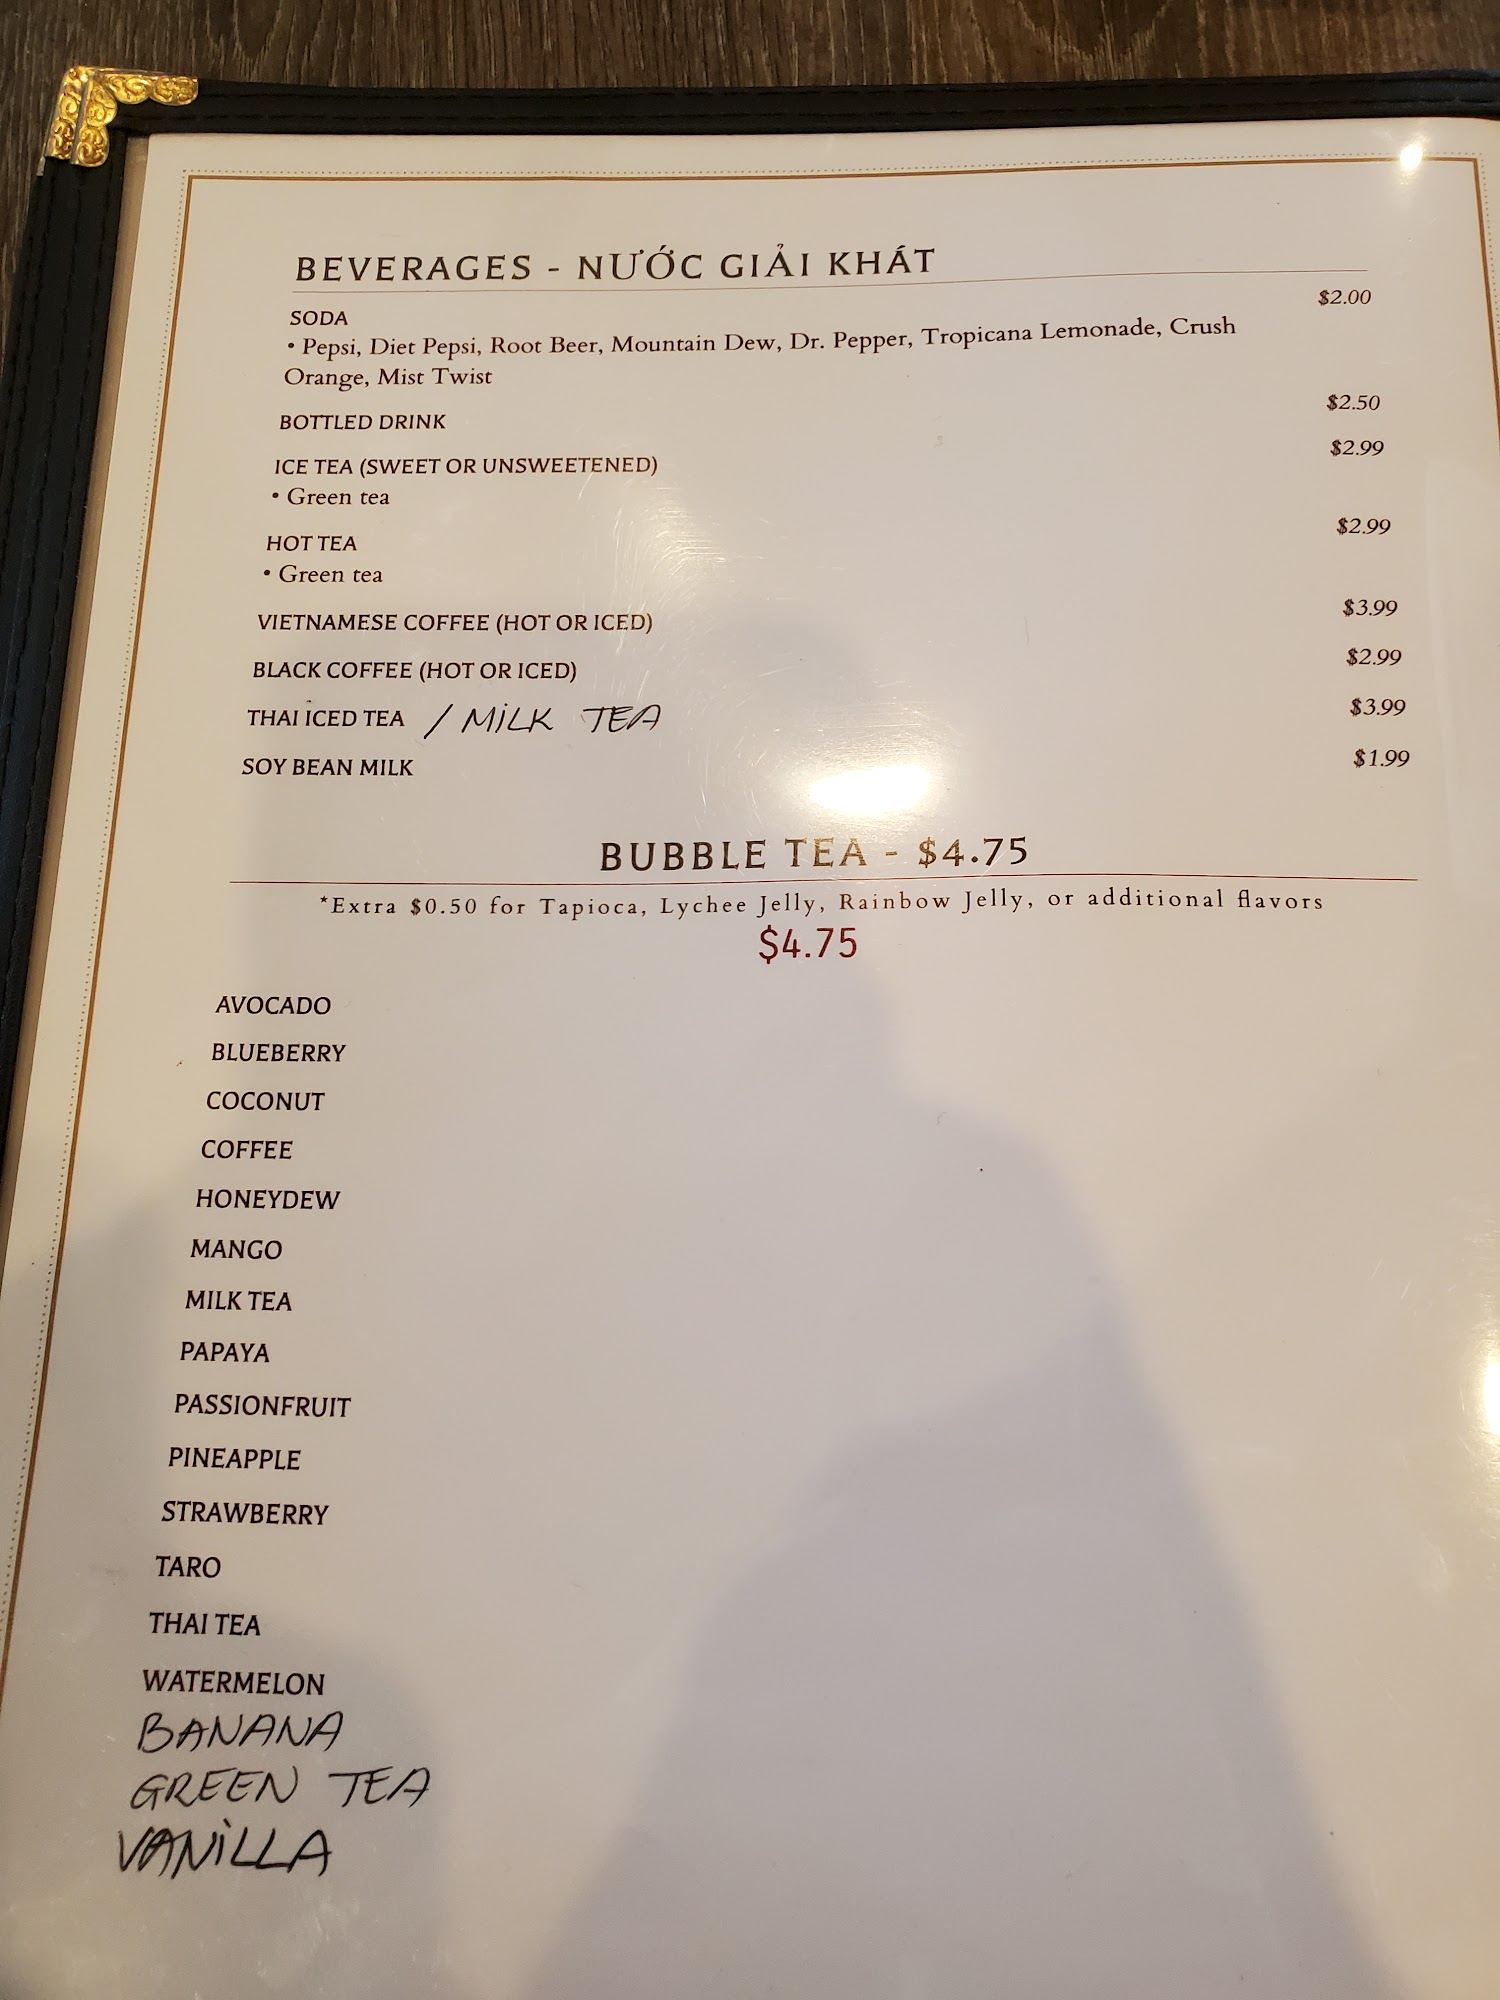 BEVERAGES - NƯỚC GIẢI KHÁT
SODA $2.00
• Pepsi, Diet Pepsi, Root Beer, Mountain Dew, Dr. Pepper, Tropicana Lemonade, Crush
Orange, Mist Twist
BOTTLED DRINK $2.50
ICE TEA (SWEET OR UNSWEETENED) $2.99
• Green tea
HOT TEA $2.99
• Green tea
VIETNAMESE COFFEE (HOT OR ICED) $3.99
BLACK COFFEE (HOT OR ICED) $2.99
THAI ICED TEA / MILK TEA $3.99
SOY BEAN MILK $1.99
BUBBLE TEA - $4.75
*Extra $0.50 for Tapioca, Lychee Jelly, Rainbow Jelly, or additional flavors
$4.75
AVOCADO
BLUEBERRY
COCONUT
COFFEE
HONEYDEW
MANGO
MILK TEA
PAPAYA
PASSIONFRUIT
PINEAPPLE
STRAWBERRY
TARO
THAI TEA
WATERMELON
BANANA
GREEN TEA
VANILLA